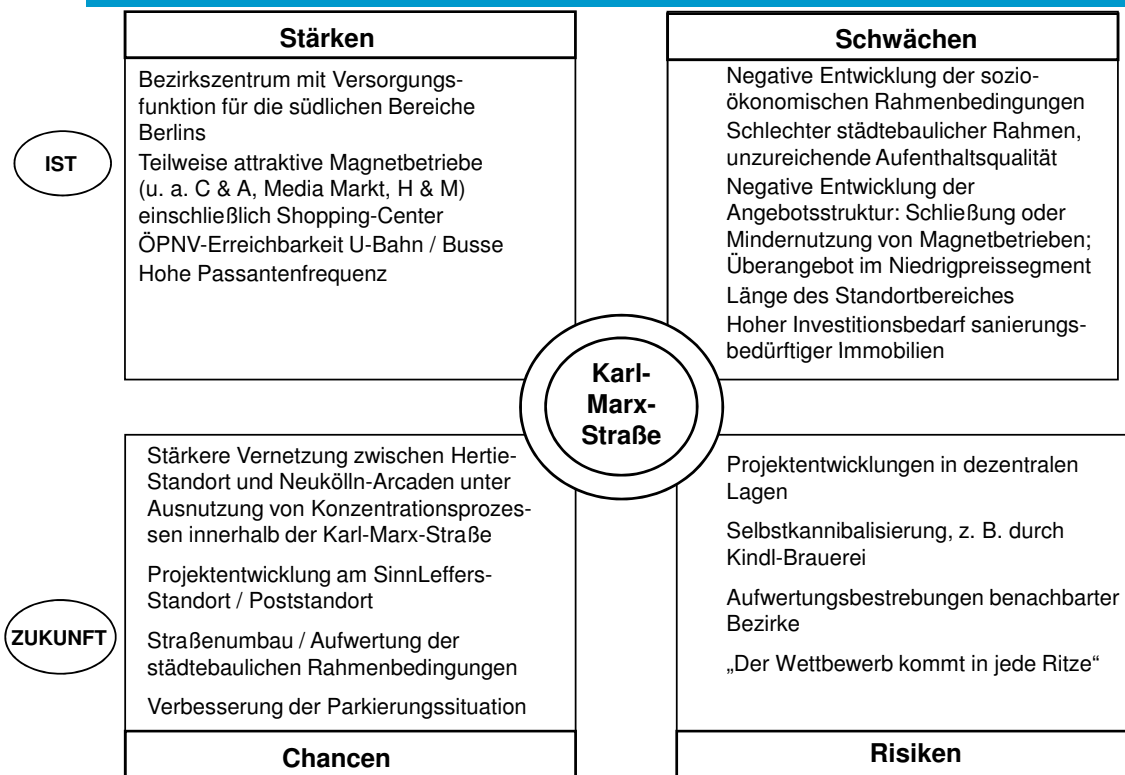 Stärken
Bezirkszentrum mit Versorgungs-
funktion für die südlichen Bereiche
Berlins
Teilweise attraktive Magnetbetriebe
(u. a. C & A, Media Markt, H & M)
einschließlich Shopping-Center
ÖPNV-Erreichbarkeit U-Bahn / Busse
Hohe Passantenfrequenz
Schwächen
Negative Entwicklung der sozio-
ökonomischen Rahmenbedingungen
Schlechter städtebaulicher Rahmen,
unzureichende Aufenthaltsqualität
Negative Entwicklung der
Angebotsstruktur: Schließung oder
Mindernutzung von Magnetbetrieben;
Überangebot im Niedrigpreissegment
Länge des Standortbereiches
Hoher Investitionsbedarf sanierungs-
bedürftiger Immobilien
IST
Karl-
Marx-
Straße
ZUKUNFT
Stärkere Vernetzung zwischen Hertie-
Standort und Neukölln-Arcaden unter
Ausnutzung von Konzentrationsprozes-
sen innerhalb der Karl-Marx-Straße
Projektentwicklung am SinnLeffers-
Standort / Poststandort
Straßenumbau / Aufwertung der
städtebaulichen Rahmenbedingungen
Verbesserung der Parkierungssituation
Chancen
Projektentwicklungen in dezentralen
Lagen
Selbstkannibalisierung, z. B. durch
Kindl-Brauerei
Aufwertungsbestrebungen benachbarter
Bezirke
„Der Wettbewerb kommt in jede Ritze“
Risiken